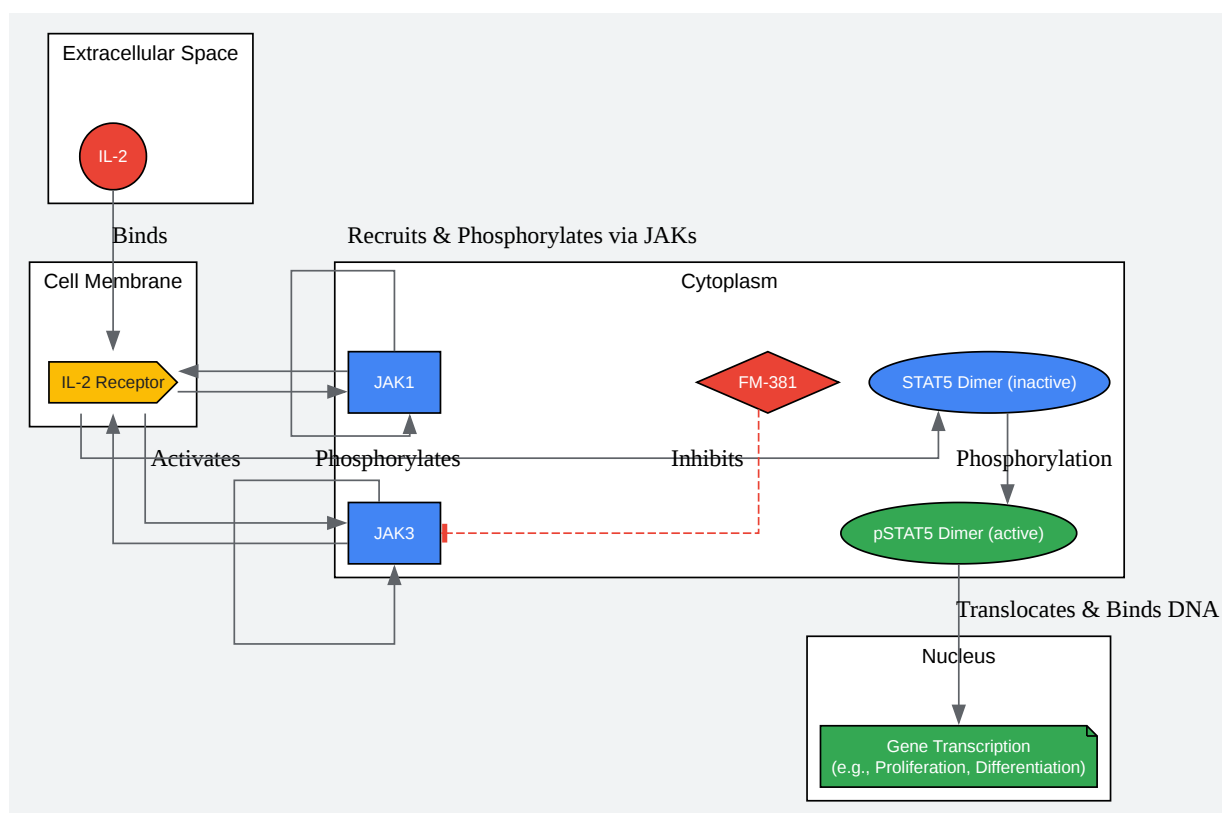 Extracellular Space
IL-2
Binds
Recruits & Phosphorylates via JAKs
Cell Membrane
Cytoplasm
IL-2 Receptor
JAK1
FM-381
STAT5 Dimer (inactive)
Activates
Phosphorylates
Inhibits
Phosphorylation
JAK3
pSTAT5 Dimer (active)
Translocates & Binds DNA
Nucleus
Gene Transcription
(e.g., Proliferation, Differentiation)